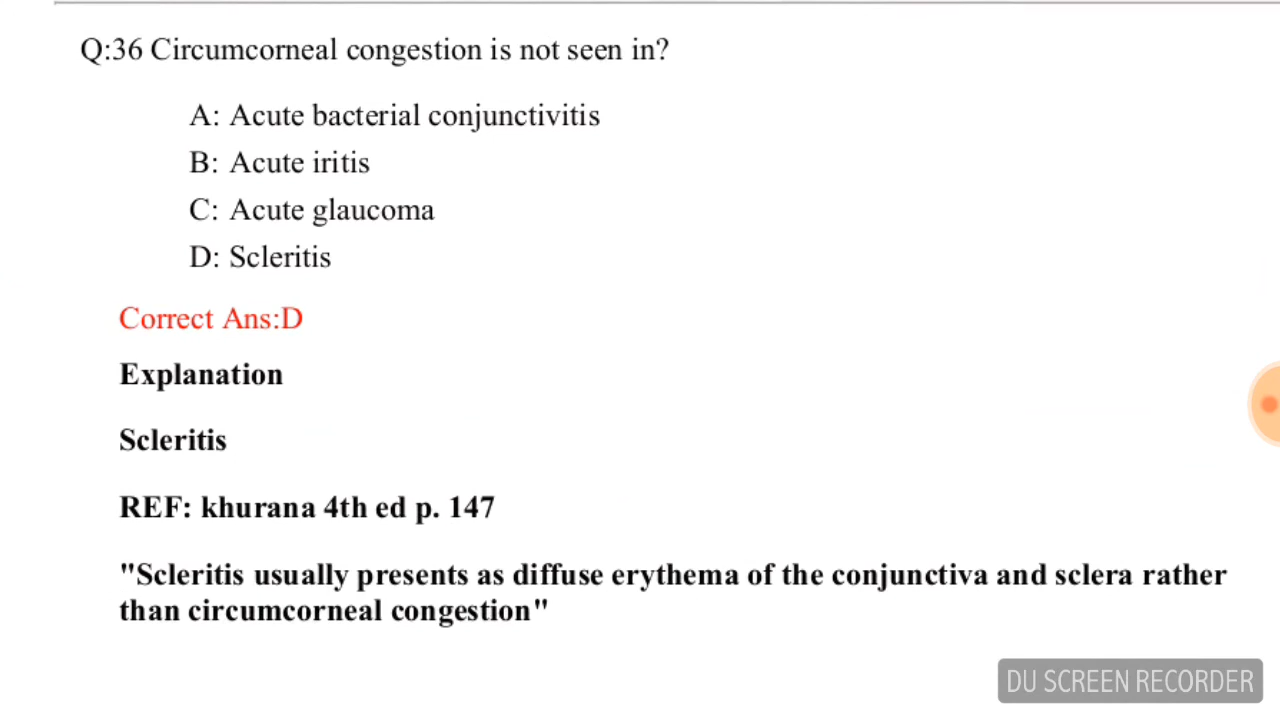 Q:36 Circumcorneal congestion is not seen in?
A: Acute bacterial conjunctivitis
B: Acute iritis
C: Acute glaucoma
D: Scleritis
Correct Ans:D
Explanation
Scleritis
REF: khurana 4th ed p. 147
"Scleritis usually presents as diffuse erythema of the conjunctiva and sclera rather
than circumcorneal congestion"
DU SCREEN RECORDER